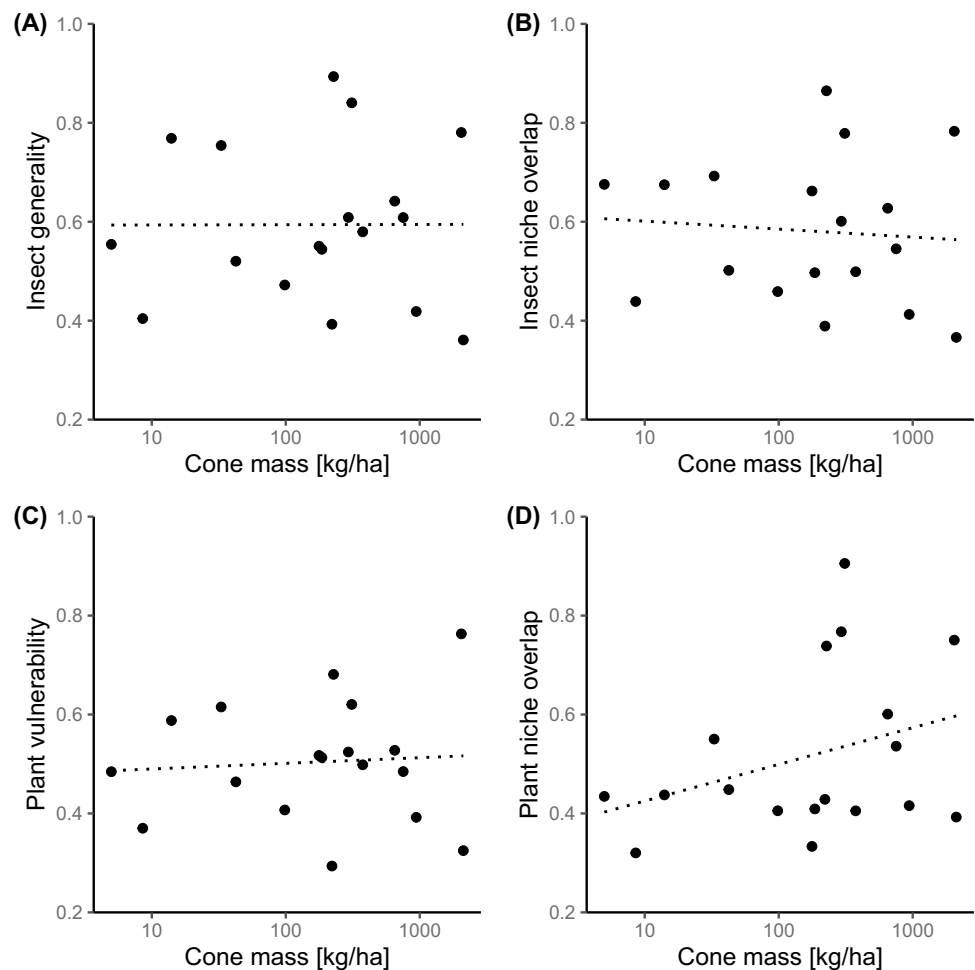 (A)
Insect generality
1.0
0.8
0.6
0.4
0.2
10 100 1000
Cone mass [kg/ha]
(B)
Insect niche overlap
1.0
0.8
0.6
0.4
0.2
10 100 1000
Cone mass [kg/ha]
(C)
Plant vulnerability
1.0
0.8
0.6
0.4
0.2
10 100 1000
Cone mass [kg/ha]
(D)
Plant niche overlap
1.0
0.8
0.6
0.4
0.2
10 100 1000
Cone mass [kg/ha]